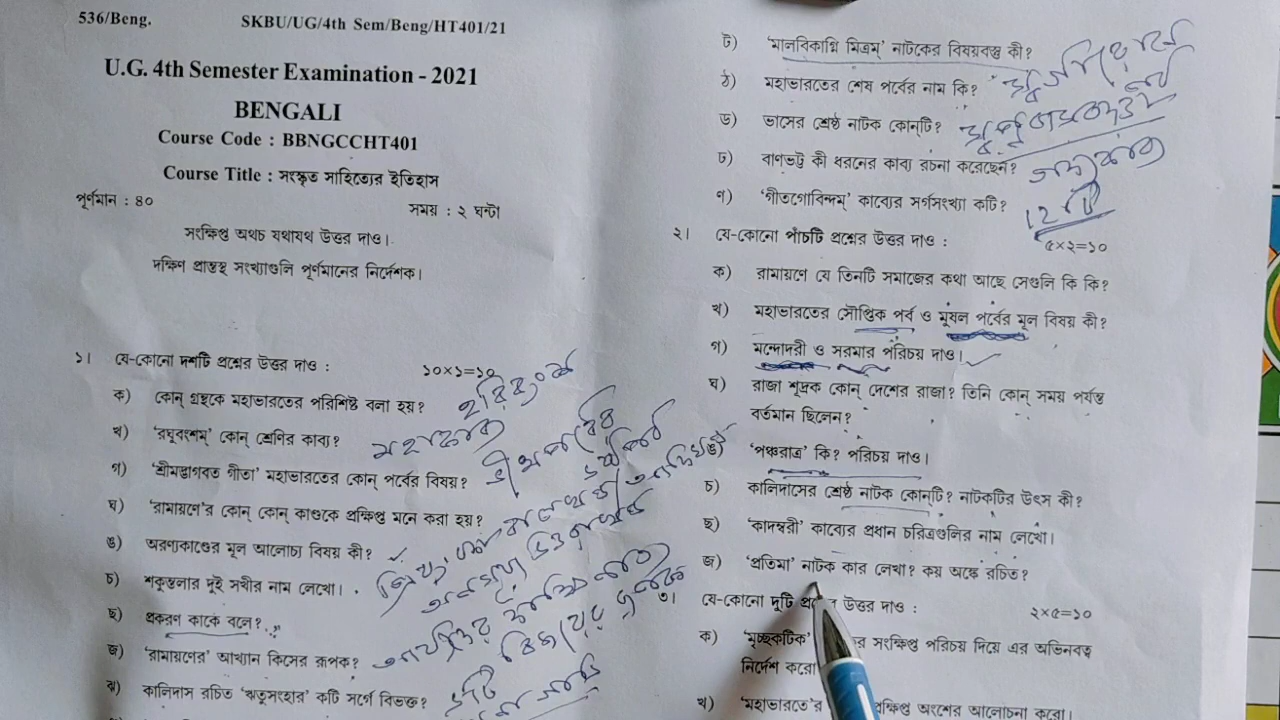 536/Beng.
SKBU/UG/4th Sem/Beng/HT401/21
U.G. 4th Semester Examination - 2021
BENGALI
Course Code : BBNGCCHT401
Course Title : সংস্কৃত সাহিত্যের ইতিহাস
পূর্ণমান : ৪০
সময় : ২ ঘন্টা
সংক্ষিপ্ত অথচ যথাযথ উত্তর দাও।
দক্ষিণ প্রান্তস্থ সংখ্যাগুলি পূর্ণমানের নির্দেশক।
১। যে-কোনো দশটি প্রশ্নের উত্তর দাও : ১০×১=১০
ক) কোন্ গ্রন্থকে মহাভারতের পরিশিষ্ট বলা হয়?
খ) 'রঘুবংশম্' কোন্ শ্রেণির কাব্য? মহাকাব্য
গ) 'শ্রীমদ্ভাগবত গীতা' মহাভারতের কোন্ পর্বের বিষয়?
ঘ) 'রামায়ণে'র কোন্ কোন্ কাণ্ডকে প্রক্ষিপ্ত মনে করা হয়?
ঙ) অরণ্যকাণ্ডের মূল আলোচ্য বিষয় কী?
চ) শকুন্তলার দুই সখীর নাম লেখো।
ছ) প্রকরণ কাকে বলে?
জ) 'রামায়ণের' আখ্যান কিসের রূপক?
ঝ) কালিদাস রচিত 'ঋতুসংহার' কটি সর্গে বিভক্ত? ৬টি
ট) 'মালবিকাগ্নি মিত্রম্' নাটকের বিষয়বস্তু কী?
ঠ) মহাভারতের শেষ পর্বের নাম কি?
ড) ভাসের শ্রেষ্ঠ নাটক কোন্‌টি?
ঢ) বাণভট্ট কী ধরনের কাব্য রচনা করেছেন? গদ্যকাব্য
ণ) 'গীতগোবিন্দম্' কাব্যের সর্গসংখ্যা কটি? 12 টি
২। যে-কোনো পাঁচটি প্রশ্নের উত্তর দাও : ৫×২=১০
ক) রামায়ণে যে তিনটি সমাজের কথা আছে সেগুলি কি কি?
খ) মহাভারতের সৌপ্তিক পর্ব ও মুষল পর্বের মূল বিষয় কী?
গ) মন্দোদরী ও সরমার পরিচয় দাও।
ঘ) রাজা শূদ্রক কোন্ দেশের রাজা? তিনি কোন্ সময় পর্যন্ত
বর্তমান ছিলেন?
ঙ) 'পঞ্চরাত্র' কি? পরিচয় দাও।
চ) কালিদাসের শ্রেষ্ঠ নাটক কোন্‌টি? নাটকটির উৎস কী?
ছ) 'কাদম্বরী' কাব্যের প্রধান চরিত্রগুলির নাম লেখো।
জ) 'প্রতিমা' নাটক কার লেখা? কয় অঙ্কে রচিত?
৩। যে-কোনো দুটি উত্তর দাও : ২×৫=১০
ক) 'মৃচ্ছকটিক' র সংক্ষিপ্ত পরিচয় দিয়ে এর অভিনবত্ব
নির্দেশ করো
খ) 'মহাভারতে'র প্রক্ষিপ্ত অংশের আলোচনা করো।